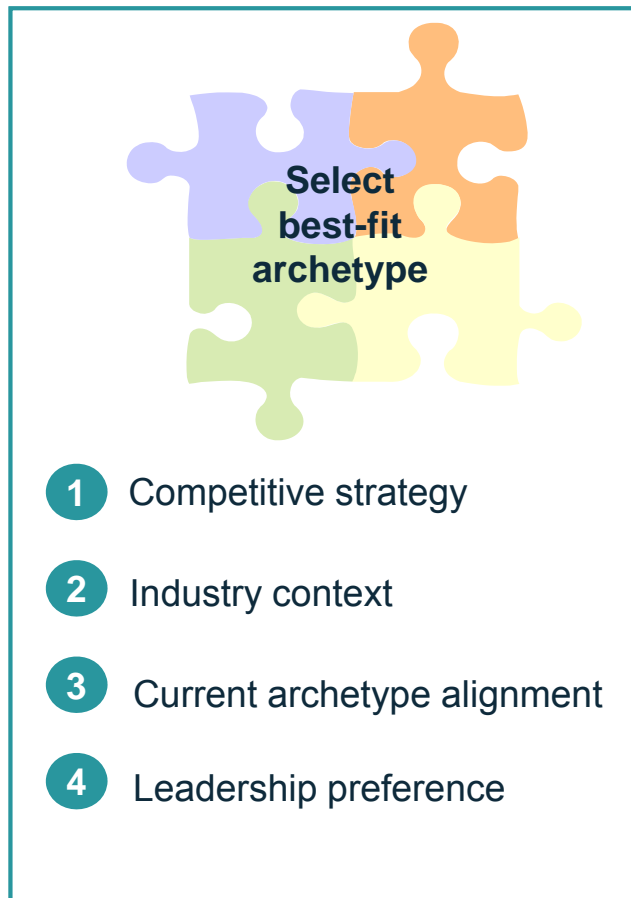 Select
best-fit
archetype
1 Competitive strategy
2 Industry context
3 Current archetype alignment
4 Leadership preference